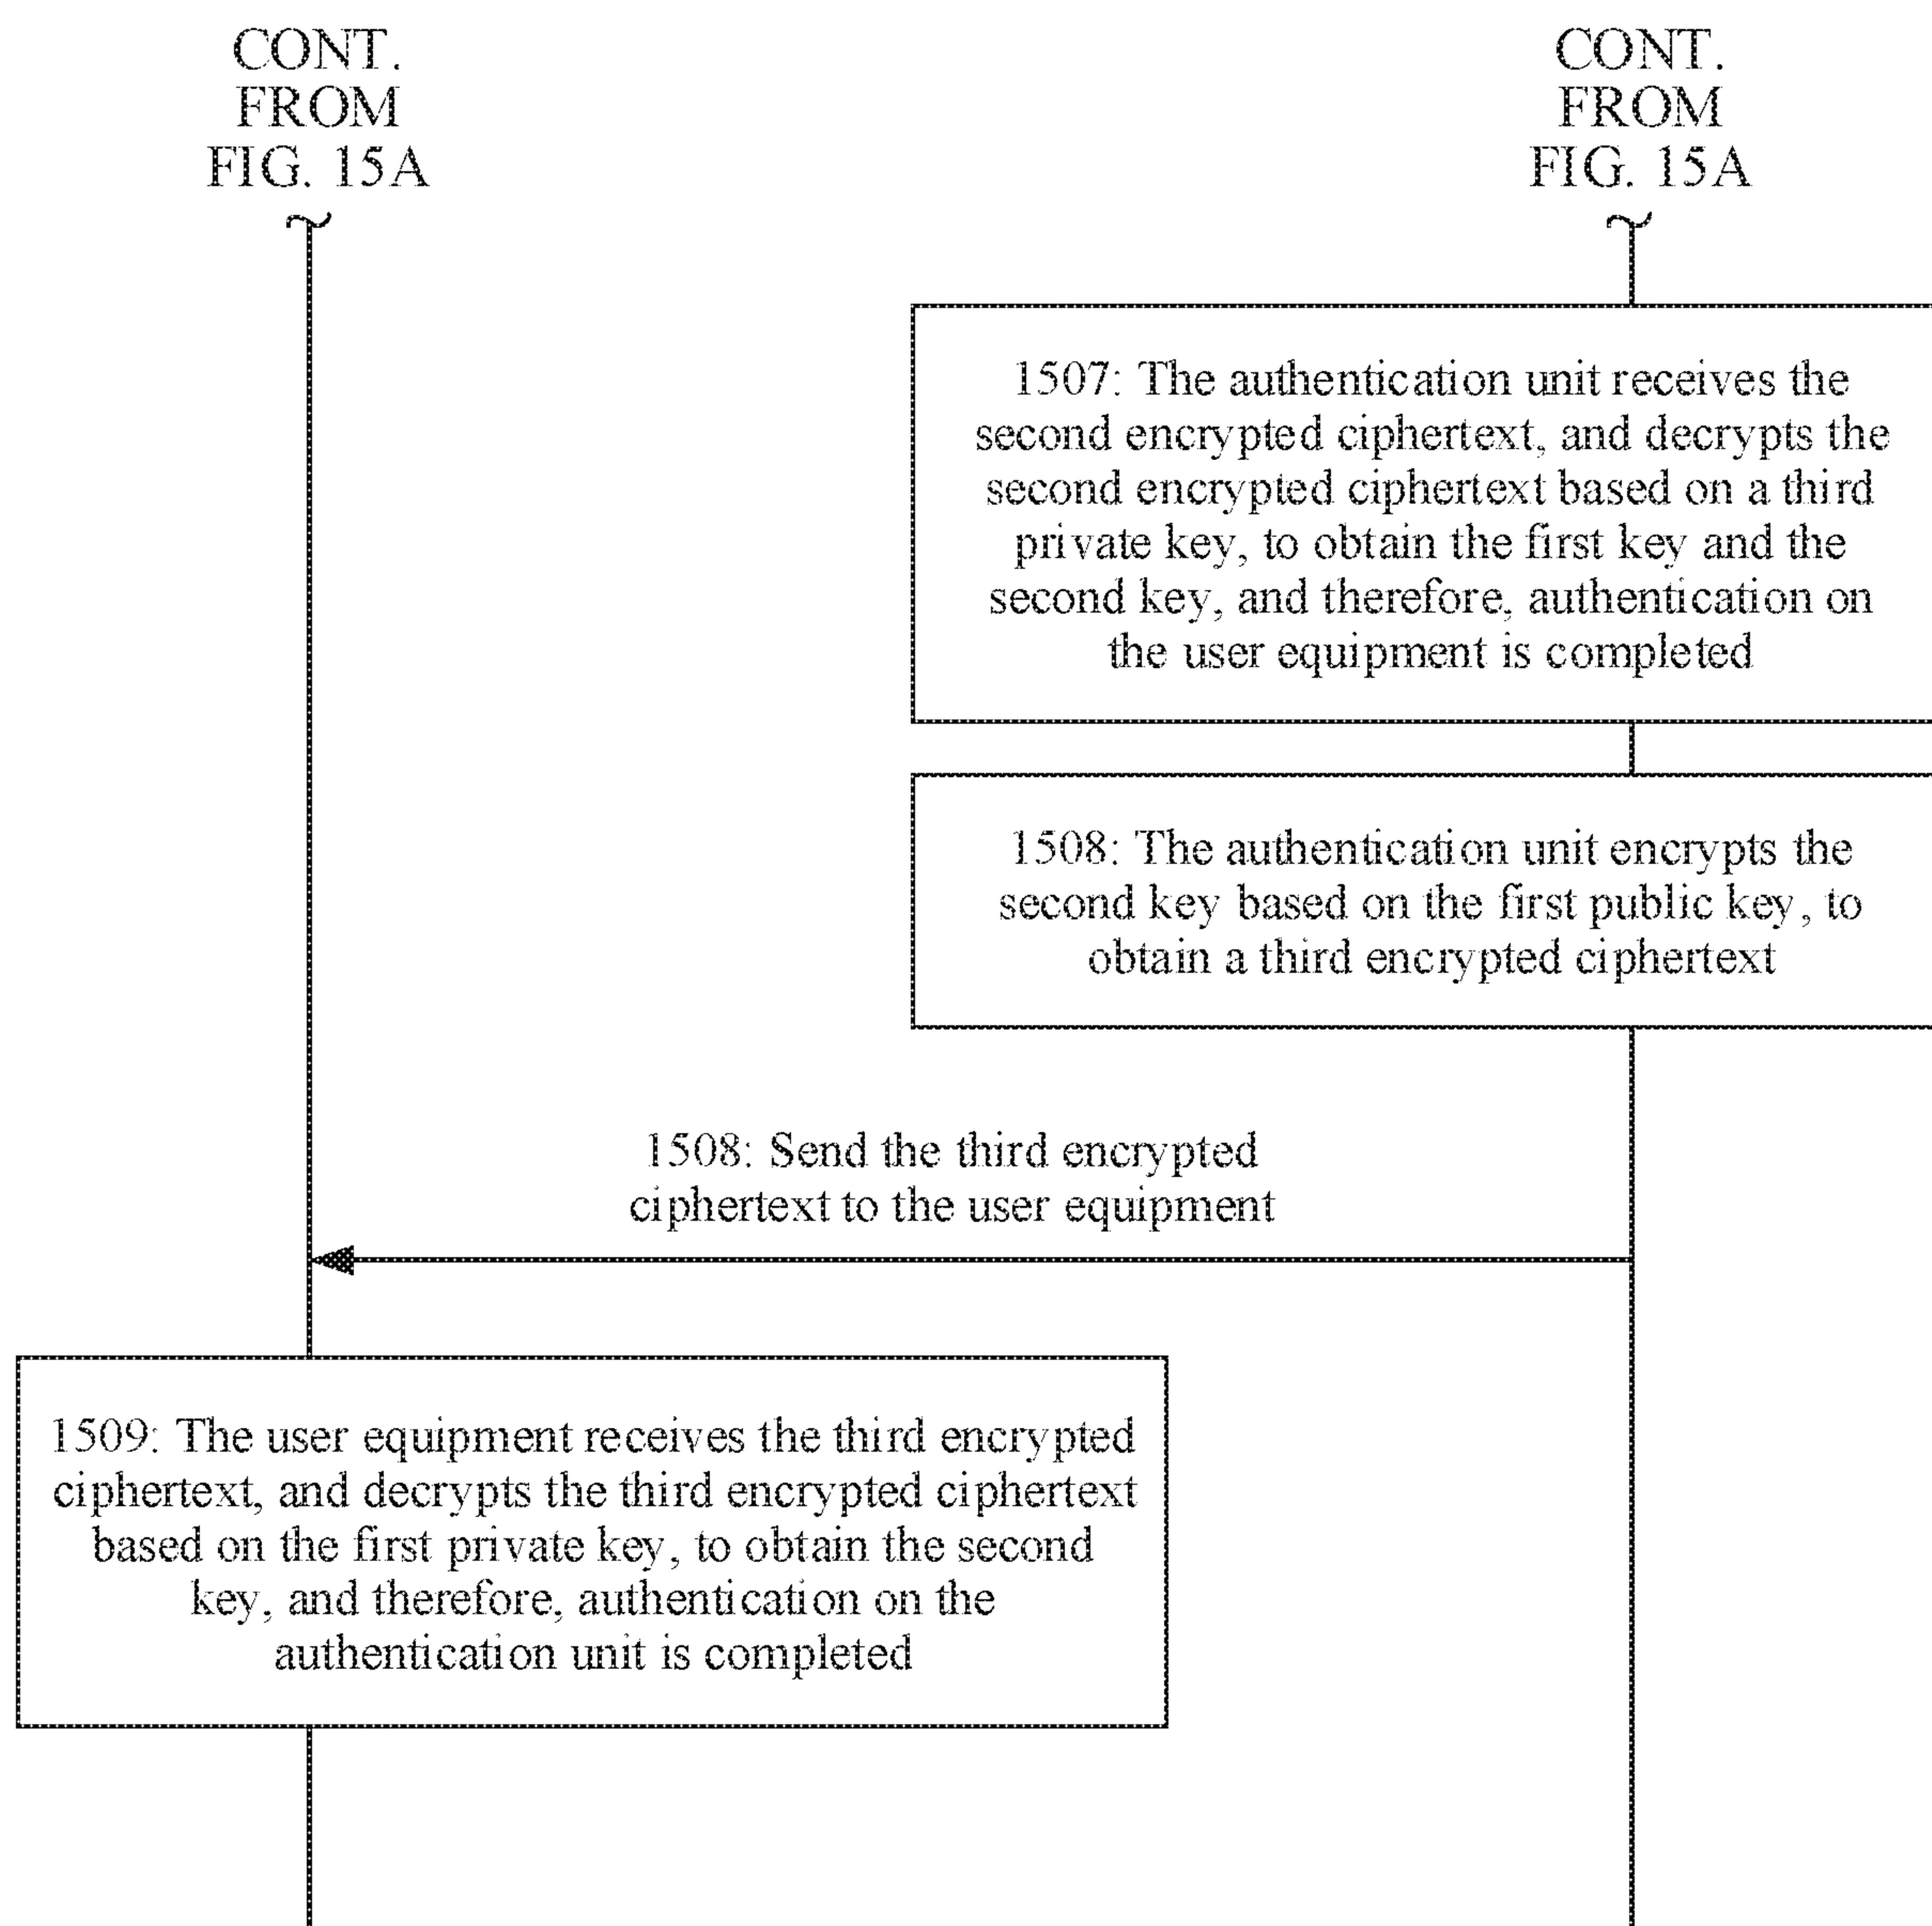 CONT.
FROM
FIG. 15A
CONT.
FROM
FIG. 15A
1507: The authentication unit receives the
second encrypted ciphertext, and decrypts the
second encrypted ciphertext based on a third
private key, to obtain the first key and the
second key, and therefore, authentication on
the user equipment is completed
1508: The authentication unit encrypts the
second key based on the first public key, to
obtain a third encrypted ciphertext
1508: Send the third encrypted
ciphertext to the user equipment
1509: The user equipment receives the third encrypted
ciphertext, and decrypts the third encrypted ciphertext
based on the first private key, to obtain the second
key, and therefore, authentication on the
authentication unit is completed